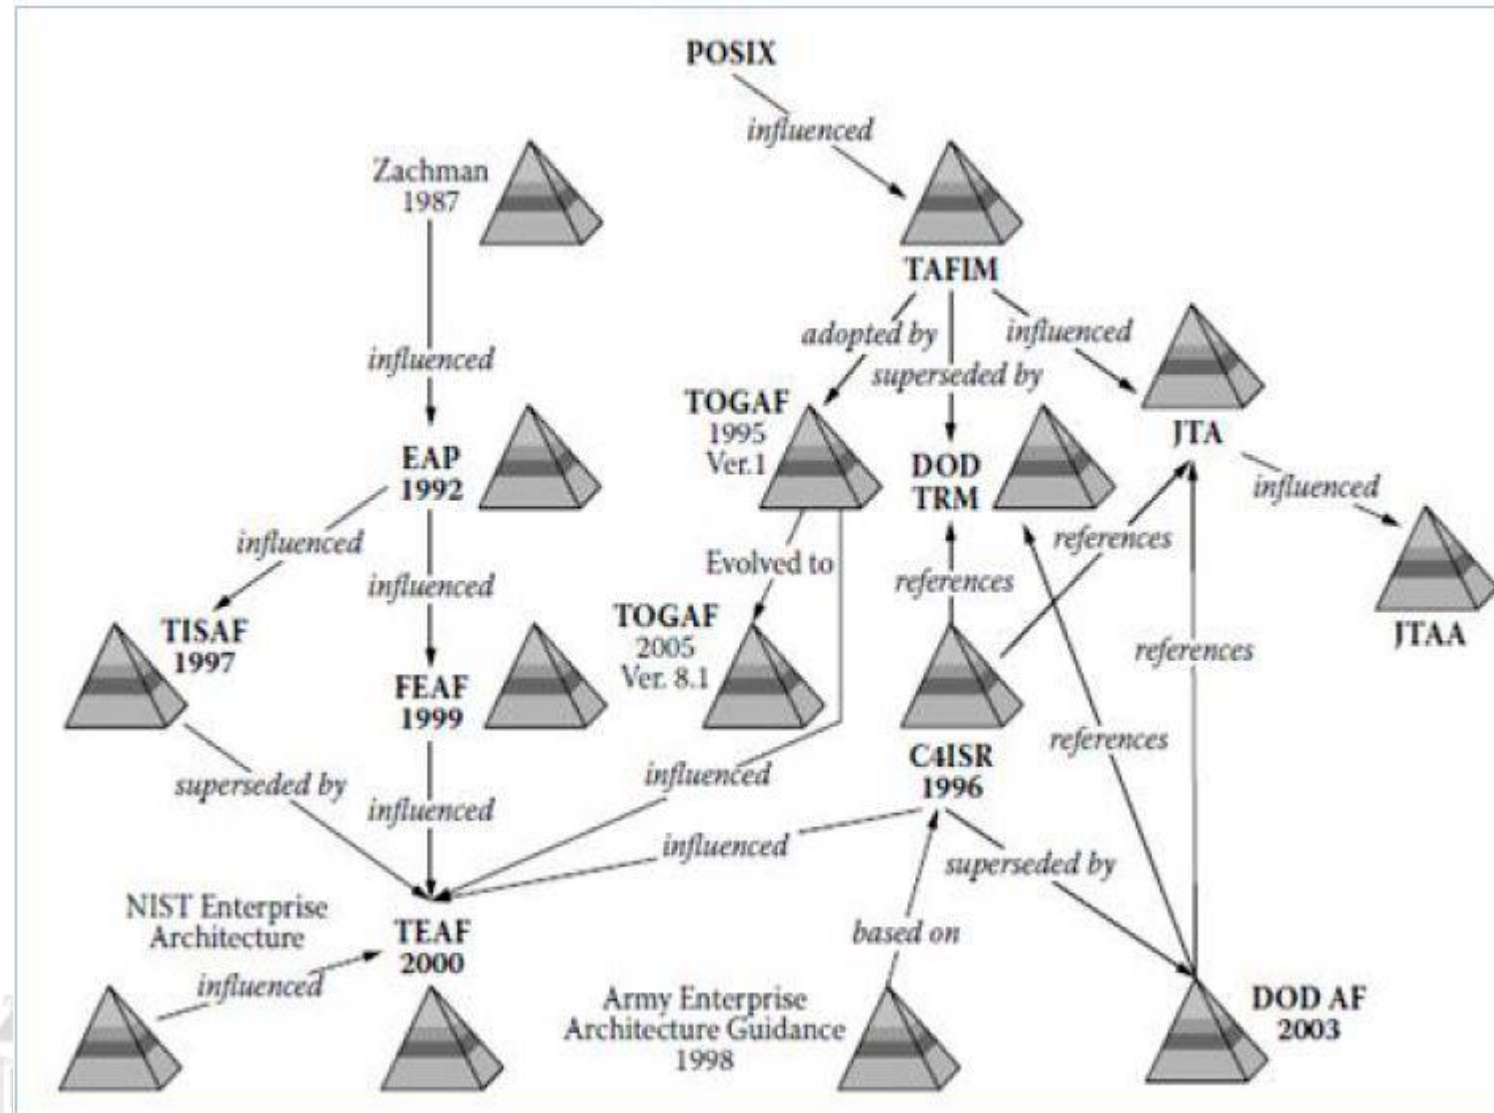 POSIX
influenced
Zachman
1987
TAFIM
adopted by
influenced
superseded by
influenced
TOGAF
1995
Ver.1
DOD
TRM
JTA
EAP
1992
influenced
influenced
influenced
Evolved to
references
references
TISAF
1997
TOGAF
2005
Ver. 8.1
JTAA
references
FEAF
1999
references
C4ISR
1996
superseded by
influenced
influenced
influenced
superseded by
NIST Enterprise
Architecture
TEAF
2000
based on
influenced
Army Enterprise
Architecture Guidance
1998
DOD AF
2003